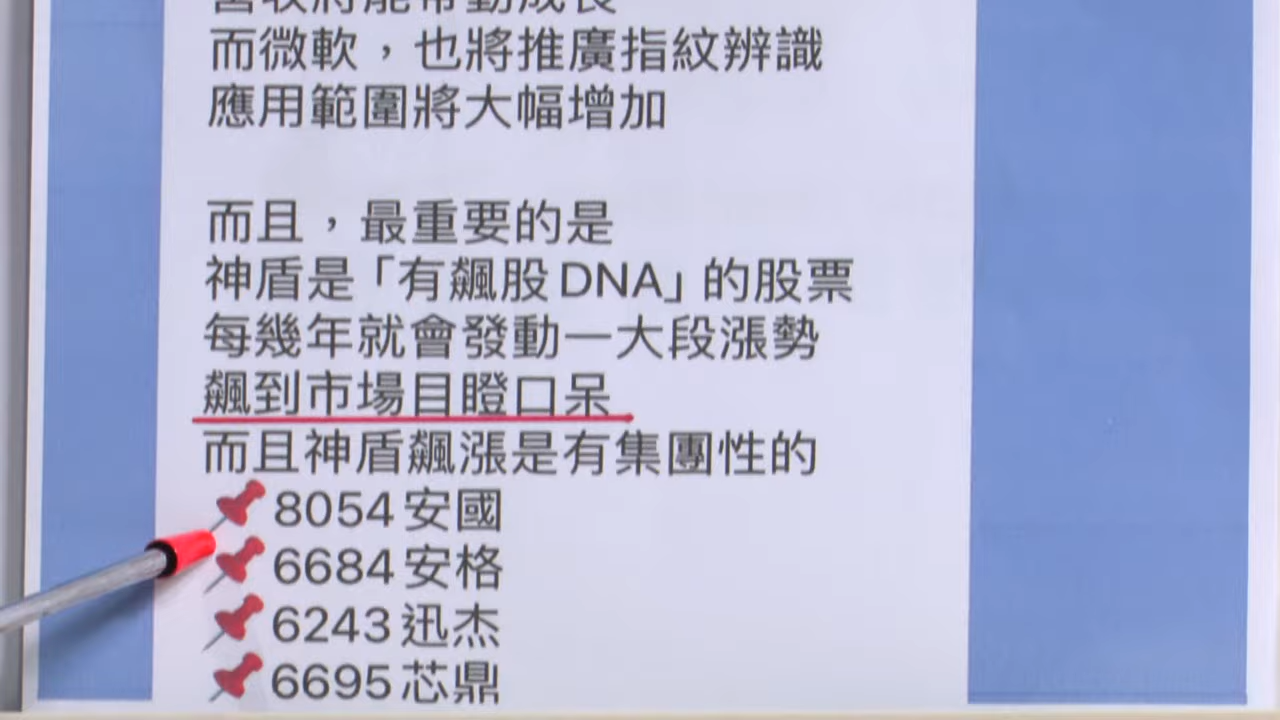 而微軟，也將推廣指紋辨識
應用範圍將大幅增加
而且，最重要的是
神盾是「有飆股DNA」的股票
每幾年就會發動一大段漲勢
飆到市場目瞪口呆
而且神盾飆漲是有集團性的
8054安國
6684安格
6243迅杰
6695芯鼎